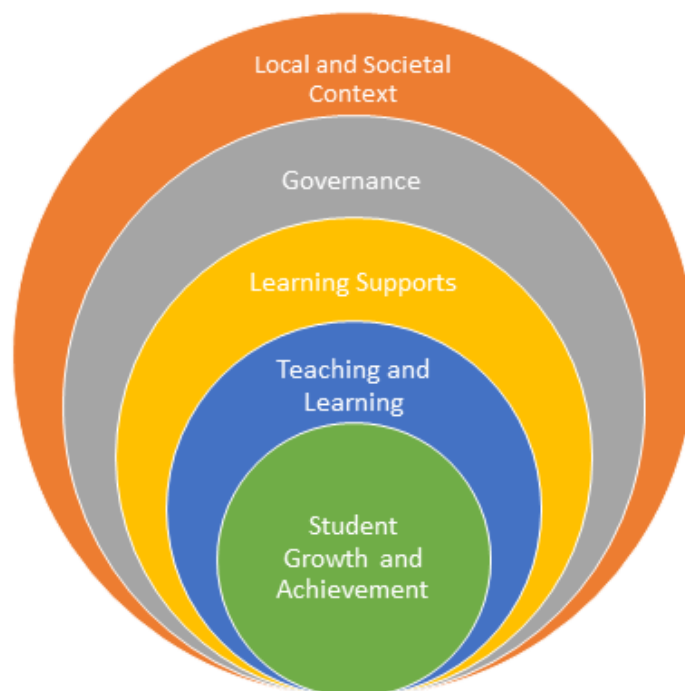 Local and Societal
Context
Governance
Learning Supports
Teaching and
Learning
Student
Growth and
Achievement